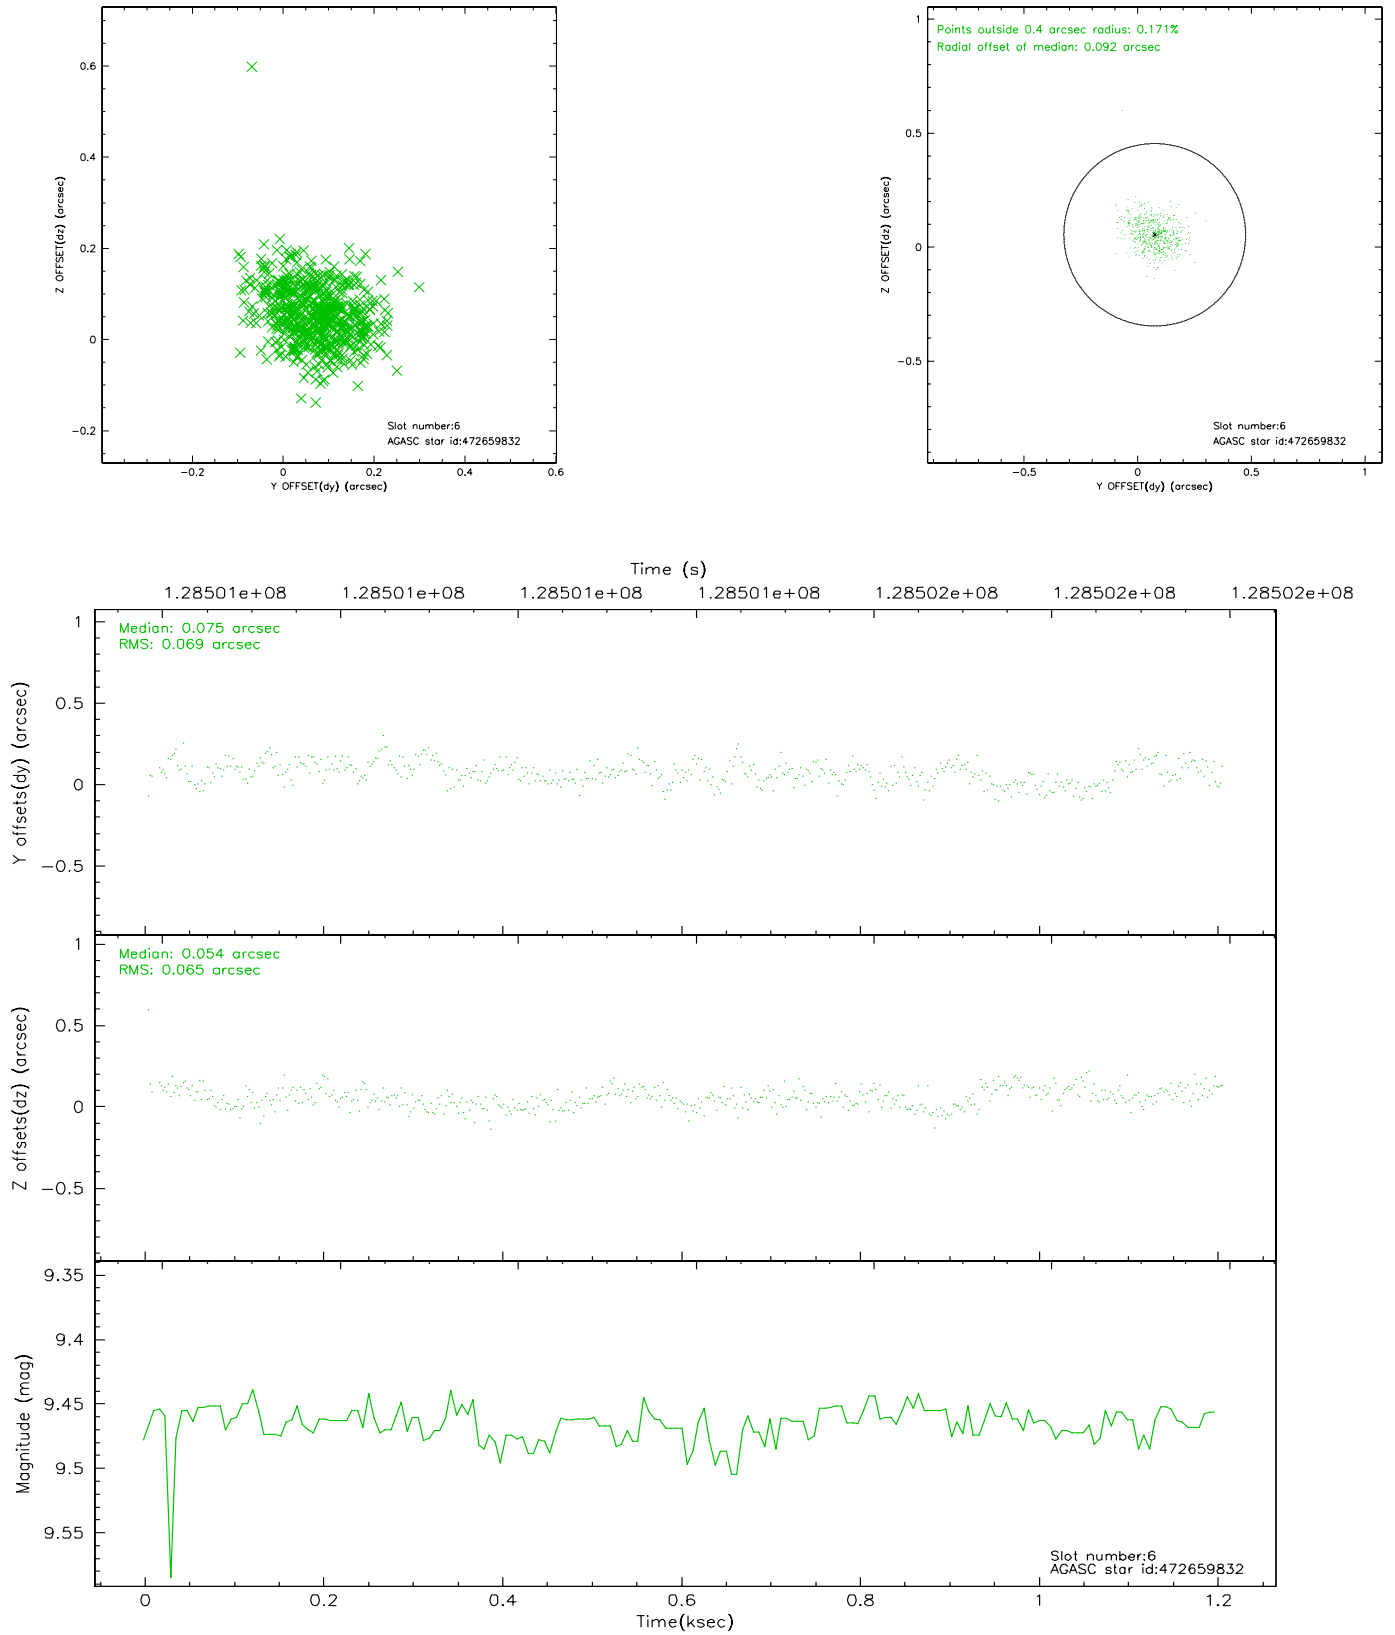 0.6
0.4
0.2
0
−0.2
Z OFFSET(dz) (arcsec)
Slot number:6
AGASC star id:472659832
−0.2 0 0.2 0.4 0.6
Y OFFSET(dy) (arcsec)
Points outside 0.4 arcsec radius: 0.171%
Radial offset of median: 0.092 arcsec
1
0.5
0
−0.5
Z OFFSET(dz) (arcsec)
Slot number:6
AGASC star id:472659832
−0.5 0 0.5 1
Y OFFSET(dy) (arcsec)
Time (s)
1.28501e+08 1.28501e+08 1.28501e+08 1.28501e+08 1.28502e+08 1.28502e+08 1.28502e+08
Median: 0.075 arcsec
RMS: 0.069 arcsec
1
0.5
0
−0.5
Y offsets(dy) (arcsec)
Median: 0.054 arcsec
RMS: 0.065 arcsec
1
0.5
0
−0.5
Z offsets(dz) (arcsec)
9.35
9.4
9.45
9.5
9.55
Magnitude (mag)
Slot number:6
AGASC star id:472659832
0 0.2 0.4 0.6 0.8 1 1.2
Time(ksec)